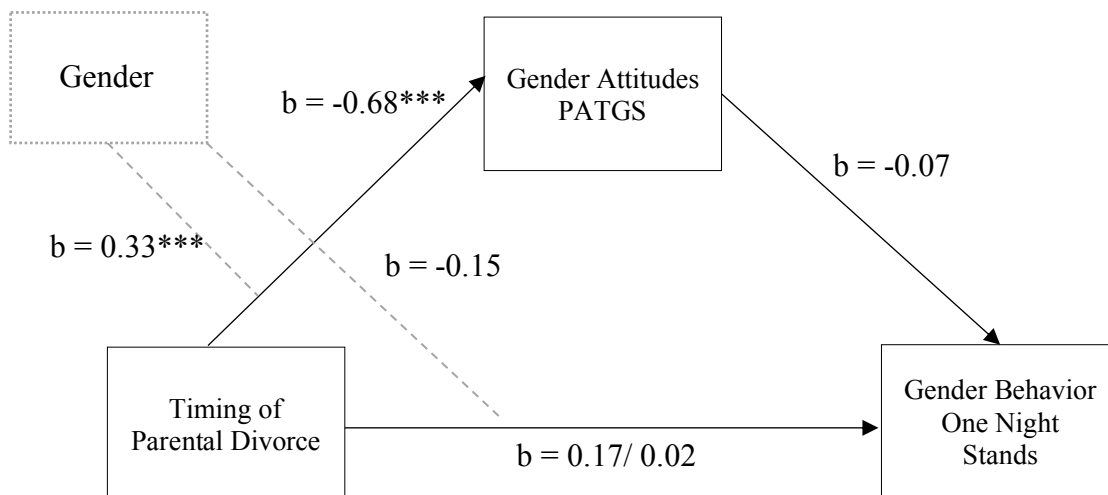 Gender
Gender Attitudes
PATGS
b = -0.68***
b = -0.07
b = 0.33***
b = -0.15
Timing of
Parental Divorce
Gender Behavior
One Night
Stands
b = 0.17/ 0.02